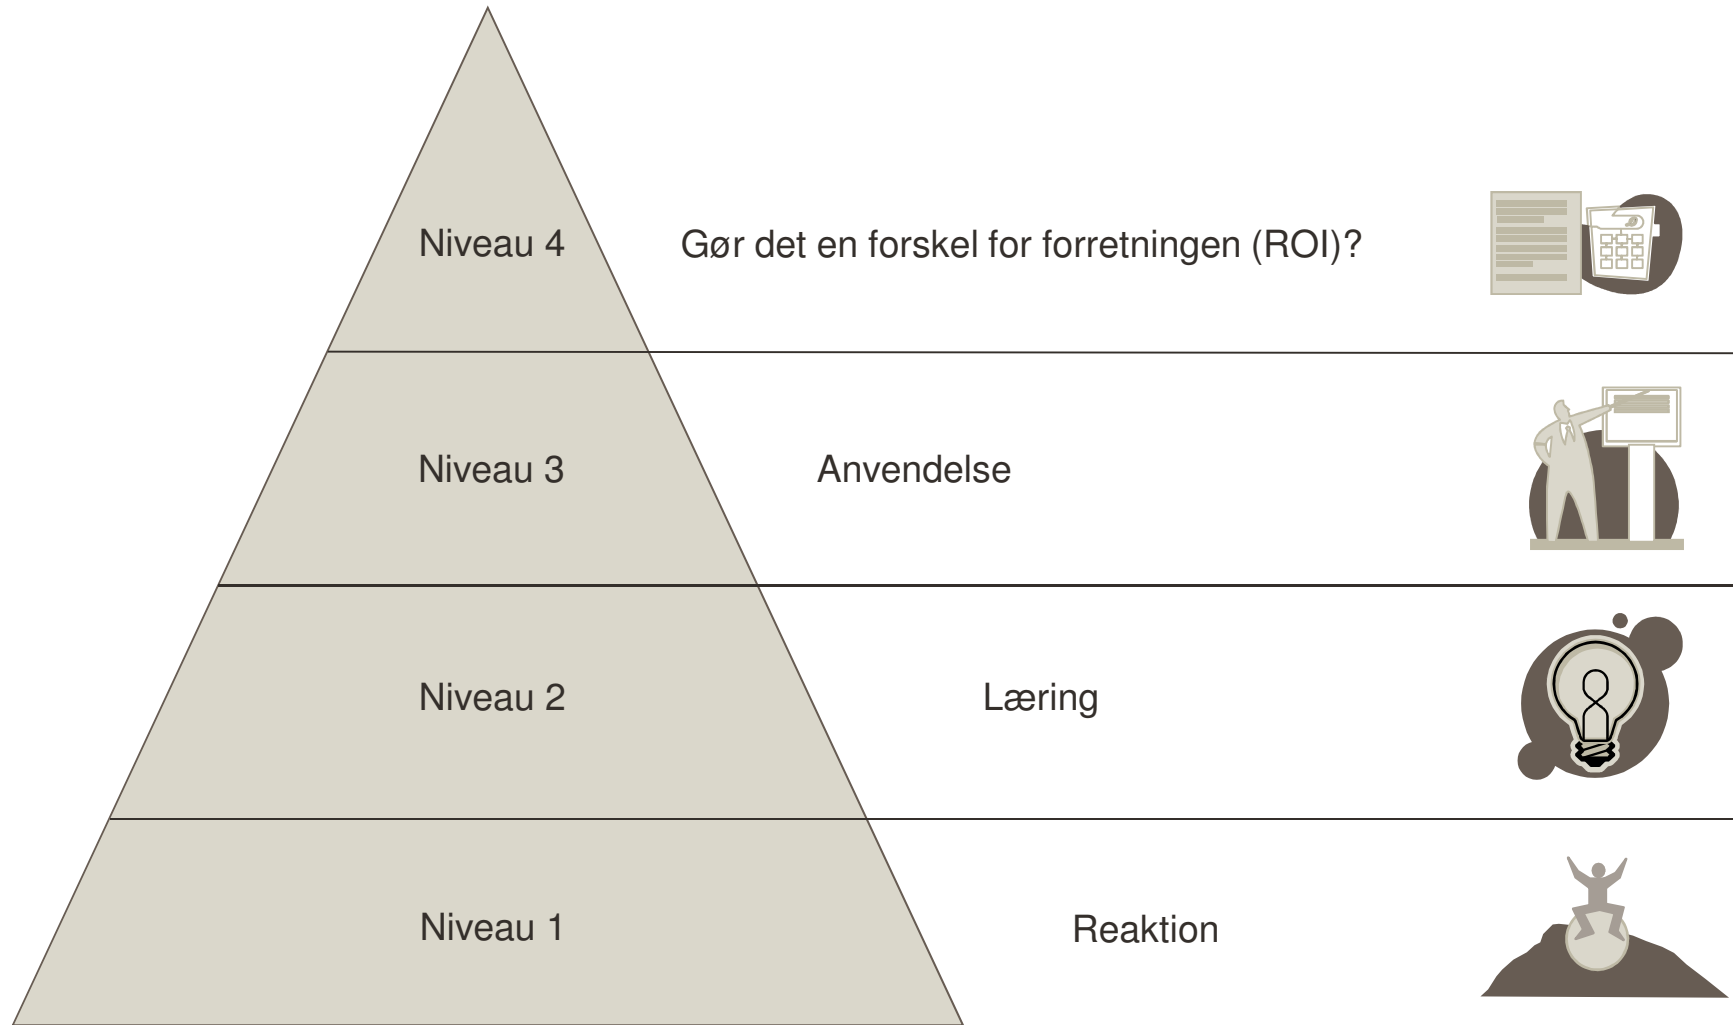 Niveau 4
Gør det en forskel for forretningen (ROI)?
Niveau 3
Anvendelse
Niveau 2
Læring
Niveau 1
Reaktion